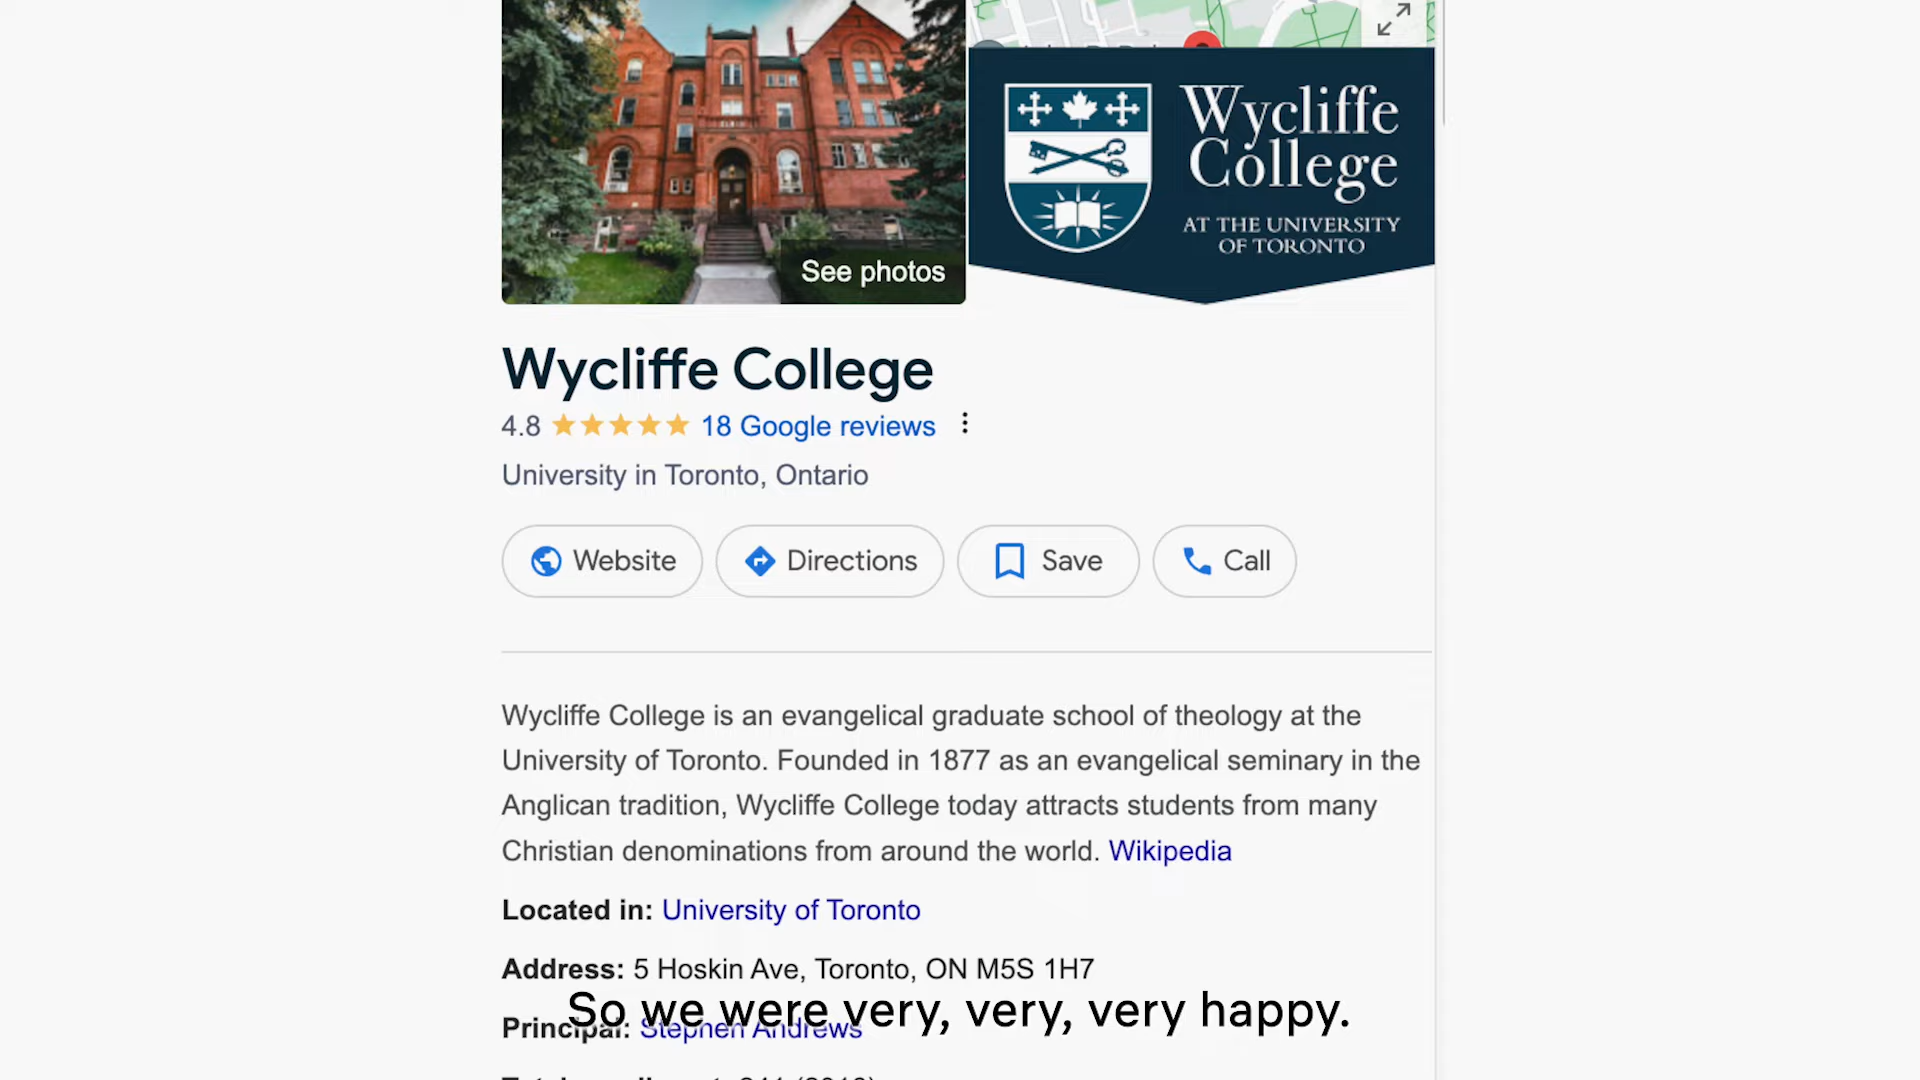 Wycliffe
College
AT THE UNIVERSITY
OF TORONTO
See photos
Wycliffe College
4.8 18 Google reviews
University in Toronto, Ontario
Website Directions Save Call
Wycliffe College is an evangelical graduate school of theology at the
University of Toronto. Founded in 1877 as an evangelical seminary in the
Anglican tradition, Wycliffe College today attracts students from many
Christian denominations from around the world. Wikipedia
Located in: University of Toronto
Address: 5 Hoskin Ave, Toronto, ON M5S 1H7
So we were very, very, very happy.
Principal: Stephen Andrews